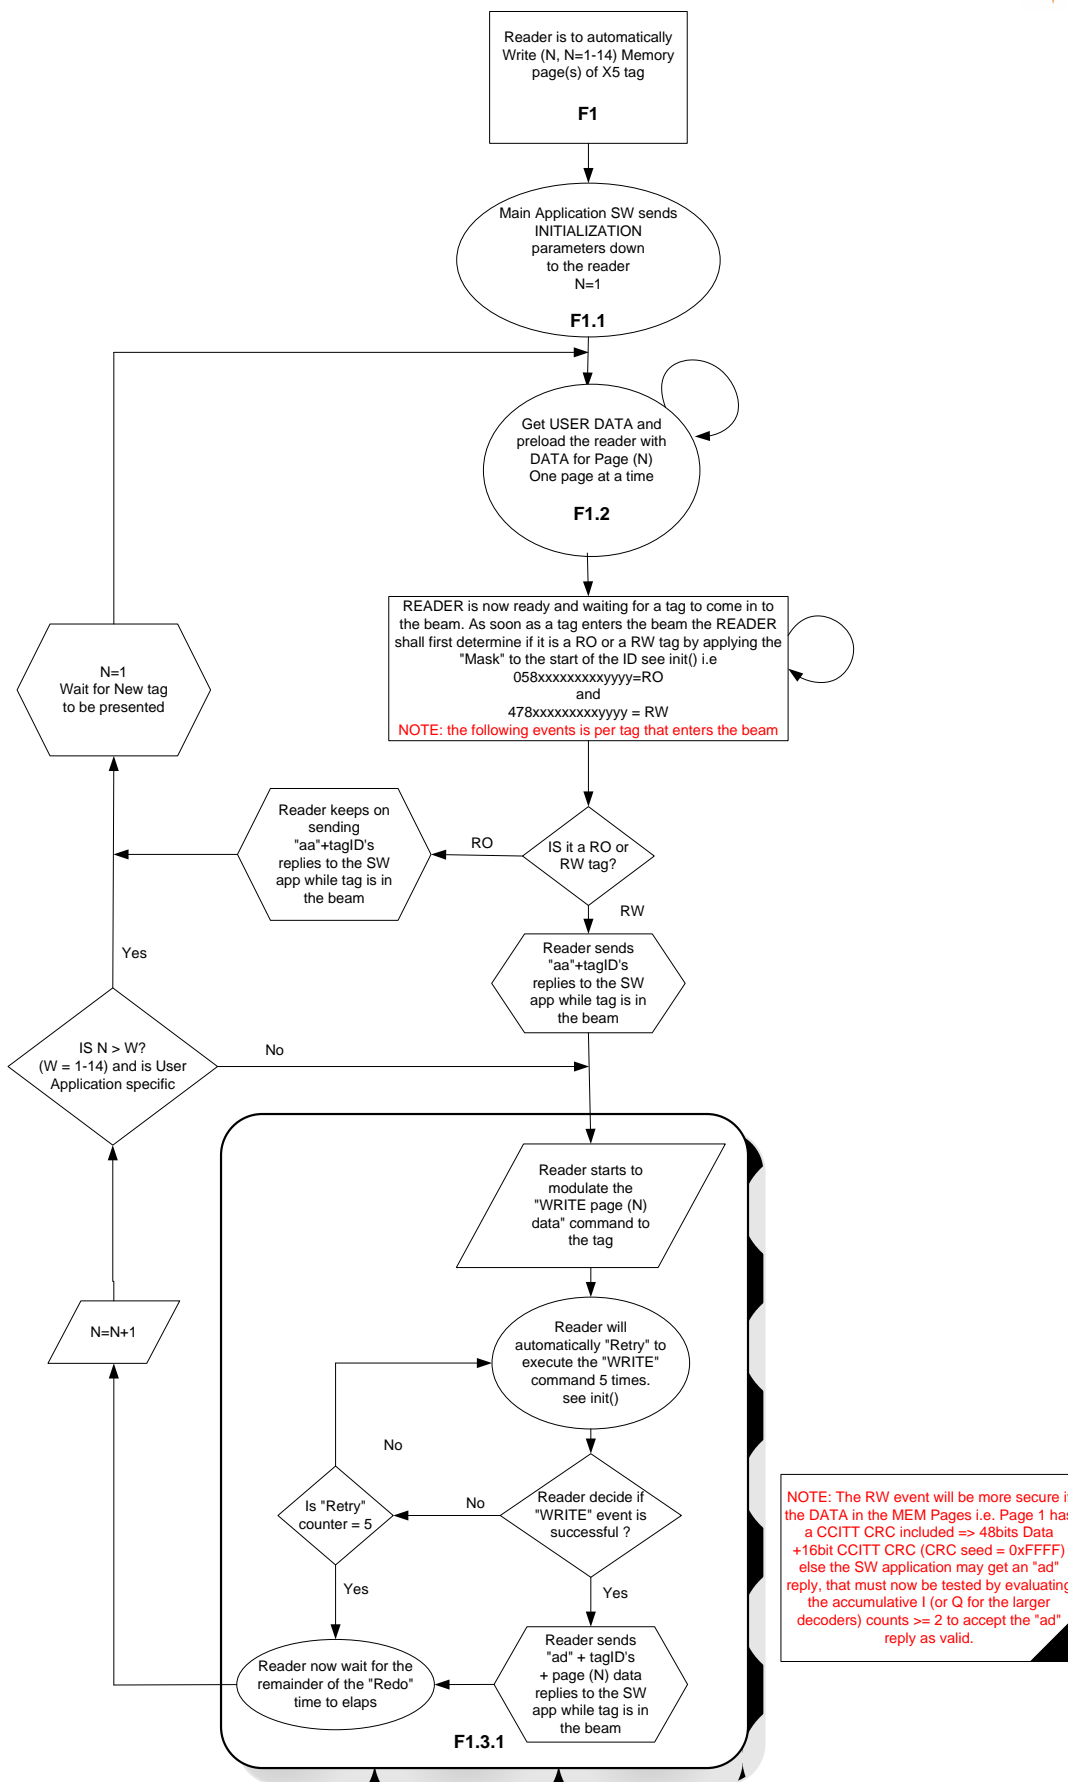 Reader is to automatically
Write (N, N=1-14) Memory
page(s) of X5 tag
F1
Main Application SW sends
INITIALIZATION
parameters down
to the reader
N=1
F1.1
Get USER DATA and
preload the reader with
DATA for Page (N)
One page at a time
F1.2
READER is now ready and waiting for a tag to come in to
the beam. As soon as a tag enters the beam the READER
shall first determine if it is a RO or a RW tag by applying the
"Mask" to the start of the ID see init() i.e
058xxxxxxxxxyyyy=RO
and
478xxxxxxxxxyyyy = RW
NOTE: the following events is per tag that enters the beam
N=1
Wait for New tag
to be presented
Reader keeps on
sending
"aa"+tagID's
replies to the SW
app while tag is in
the beam
RO
IS it a RO or
RW tag?
RW
Reader sends
"aa"+tagID's
replies to the SW
app while tag is in
the beam
Yes
IS N > W?
(W = 1-14) and is User
Application specific
No
Reader starts to
modulate the
"WRITE page (N)
data" command to
the tag
N=N+1
Reader will
automatically "Retry" to
execute the "WRITE"
command 5 times.
see init()
No
Is "Retry"
counter = 5
No
Reader decide if
"WRITE" event is
successful ?
Yes
Yes
Reader now wait for the
remainder of the "Redo"
time to elaps
Reader sends
"ad" + tagID's
+ page (N) data
replies to the SW
app while tag is in
the beam
F1.3.1
NOTE: The RW event will be more secure
the DATA in the MEM Pages i.e. Page 1 has
a CCITT CRC included => 48bits Data
+16bit CCITT CRC (CRC seed = 0xFFFF)
else the SW application may get an "ad"
reply, that must now be tested by evaluating
the accumulative I (or Q for the larger
decoders) counts >= 2 to accept the "ad"
reply as valid.